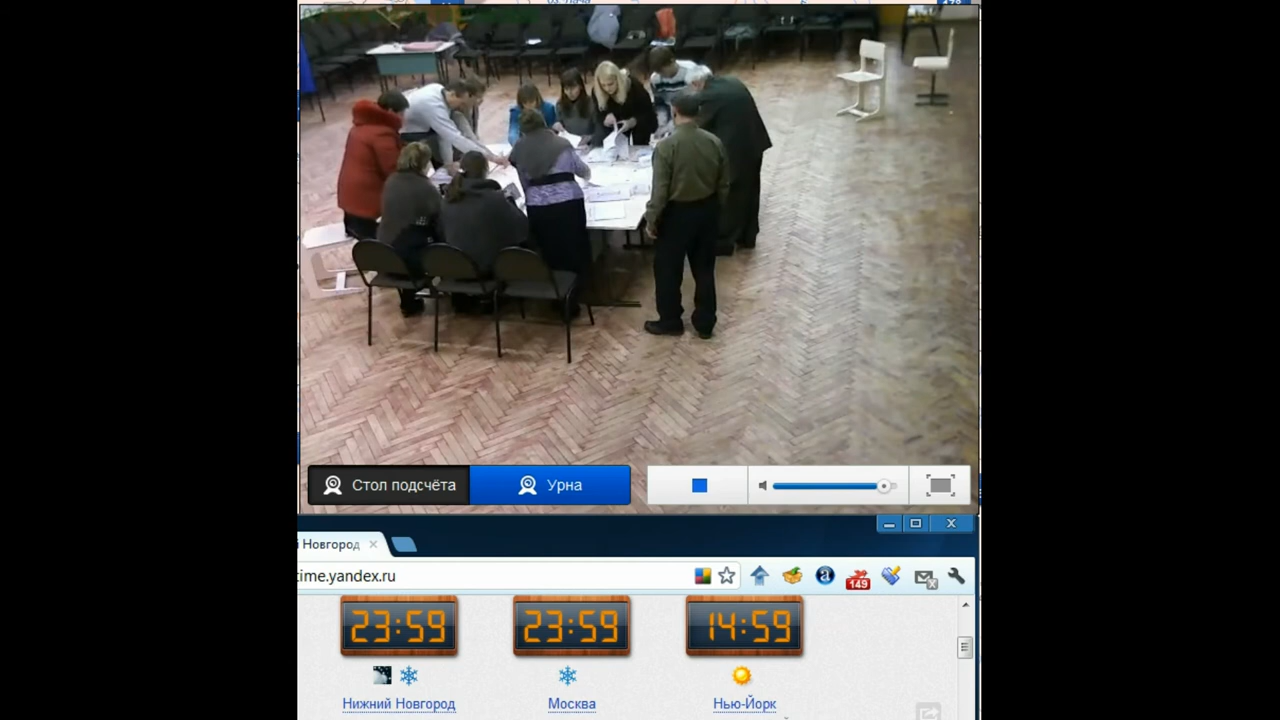 Стол подсчёта
Урна
й Новгород
time.yandex.ru
149
23:59
23:59
14:59
Нижний Новгород
Москва
Нью-Йорк